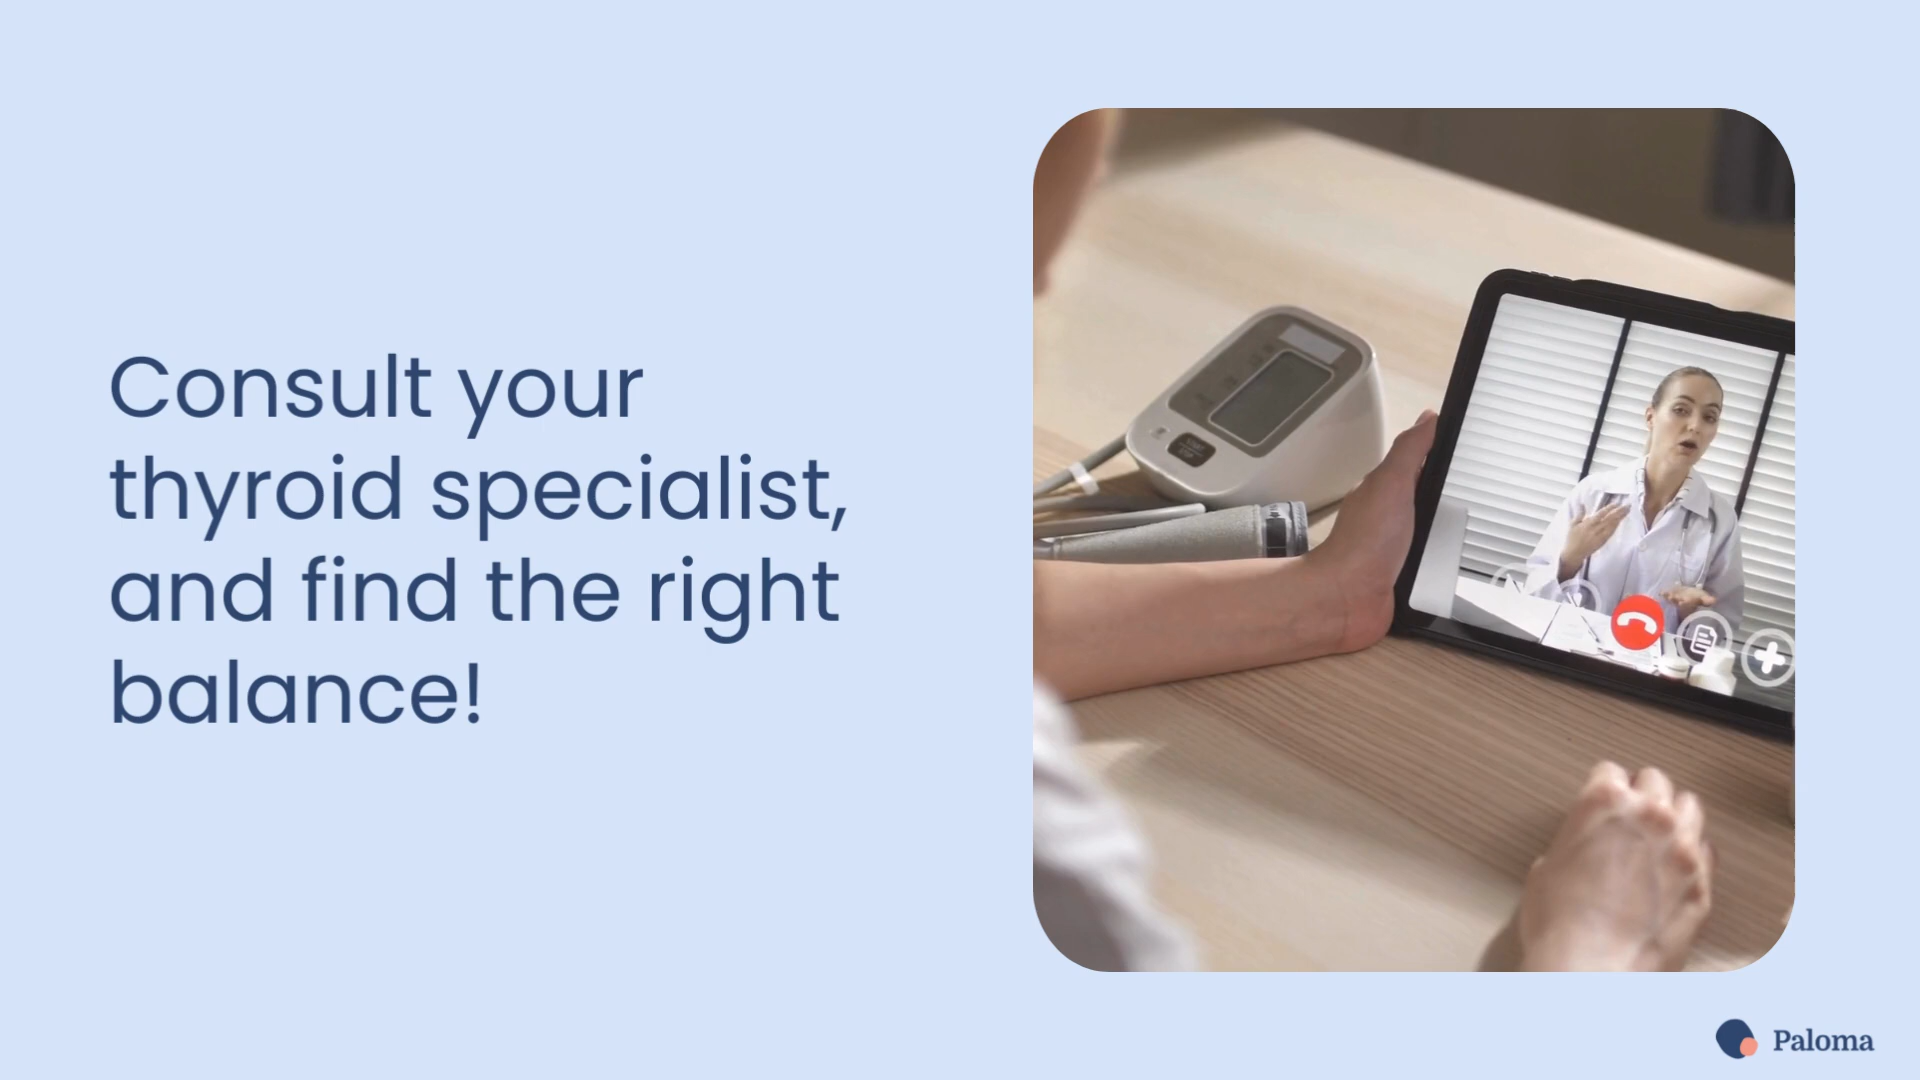 Consult your
thyroid specialist,
and find the right
balance!
Paloma